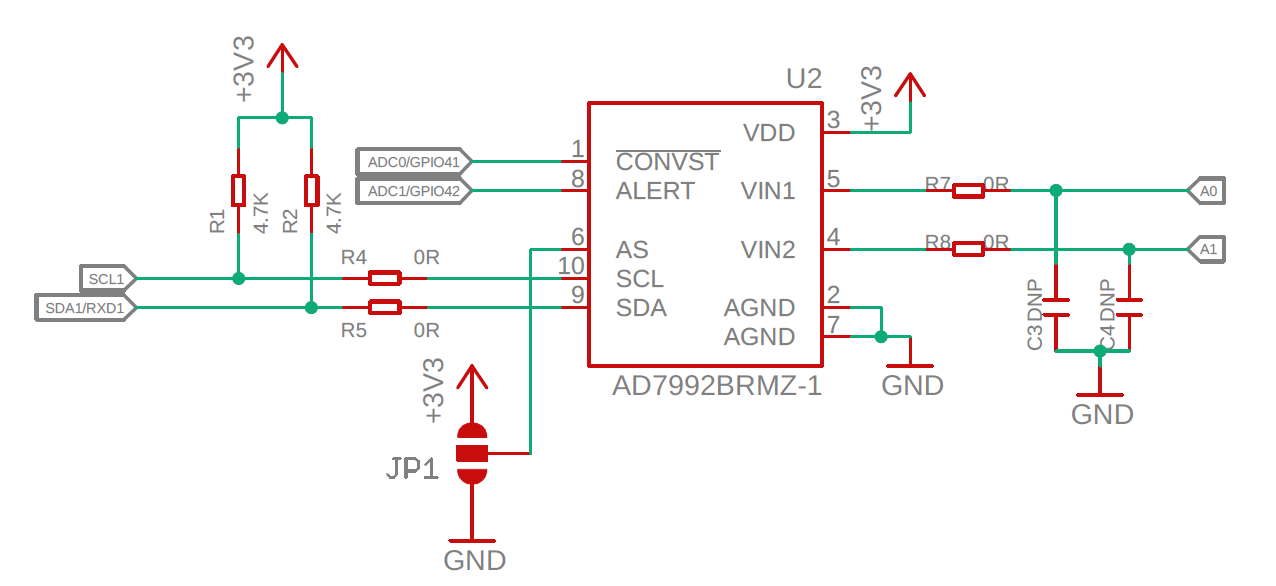 +3V3
U2
+3V3
VDD 3
1 CONVST
ADC0/GPIO41
8 ALERT
ADC1/GPIO42
VIN1 5
R7 0R
A0
R1 4.7K
R2 4.7K
6 AS
VIN2 4
R8 0R
A1
R4 0R
SCL1
10 SCL
SDA1/RXD1
9 SDA
AGND 2
AGND 7
R5 0R
C3 DNP
C4 DNP
+3V3
AD7992BRMZ-1
GND
GND
JP1
GND